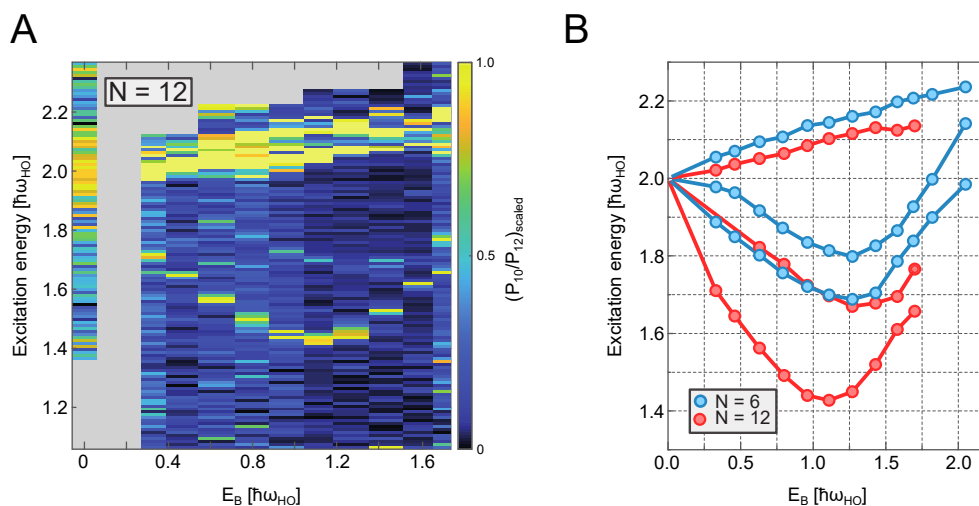 A
N = 12
Excitation energy [ħω_HO]
2.2
2.0
1.8
1.6
1.4
1.2
0
0.4
0.8
1.2
1.6
E_B [ħω_HO]
1.0
0.5
0
(P_10/P_12)_scaled
B
Excitation energy [ħω_HO]
2.2
2.0
1.8
1.6
1.4
N = 6
N = 12
0.0
0.5
1.0
1.5
2.0
E_B [ħω_HO]